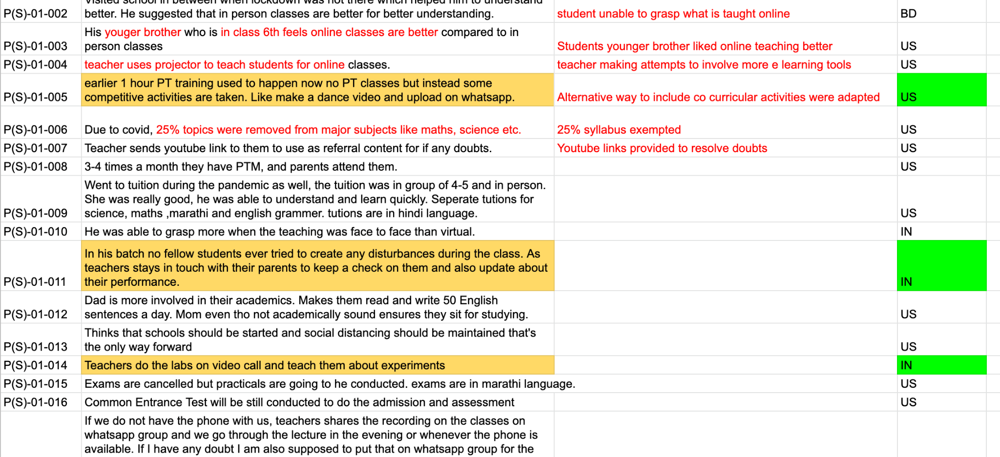 Visited school in between when lockdown was not there which helped him to understand
P(S)-01-002 better. He suggested that in person classes are better for better understanding. student unable to grasp what is taught online BD
His youger brother who is in class 6th feels online classes are better compared to in
P(S)-01-003 person classes Students younger brother liked online teaching better US
P(S)-01-004 teacher uses projector to teach students for online classes. teacher making attempts to involve more e learning tools US
earlier 1 hour PT training used to happen now no PT classes but instead some
P(S)-01-005 competitive activities are taken. Like make a dance video and upload on whatsapp. Alternative way to include co curricular activities were adapted US
P(S)-01-006 Due to covid, 25% topics were removed from major subjects like maths, science etc. 25% syllabus exempted US
P(S)-01-007 Teacher sends youtube link to them to use as referral content for if any doubts. Youtube links provided to resolve doubts US
P(S)-01-008 3-4 times a month they have PTM, and parents attend them. US
Went to tuition during the pandemic as well, the tuition was in group of 4-5 and in person.
She was really good, he was able to understand and learn quickly. Seperate tutions for
P(S)-01-009 science, maths ,marathi and english grammer. tutions are in hindi language. US
P(S)-01-010 He was able to grasp more when the teaching was face to face than virtual. IN
In his batch no fellow students ever tried to create any disturbances during the class. As
teachers stays in touch with their parents to keep a check on them and also update about
P(S)-01-011 their performance. IN
Dad is more involved in their academics. Makes them read and write 50 English
P(S)-01-012 sentences a day. Mom even tho not academically sound ensures they sit for studying. US
Thinks that schools should be started and social distancing should be maintained that's
P(S)-01-013 the only way forward US
P(S)-01-014 Teachers do the labs on video call and teach them about experiments IN
P(S)-01-015 Exams are cancelled but practicals are going to he conducted. exams are in marathi language. US
P(S)-01-016 Common Entrance Test will be still conducted to do the admission and assessment US
If we do not have the phone with us, teachers shares the recording on the classes on
whatsapp group and we go through the lecture in the evening or whenever the phone is
available. If I have any doubt I am also supposed to put that on whatsapp group for the